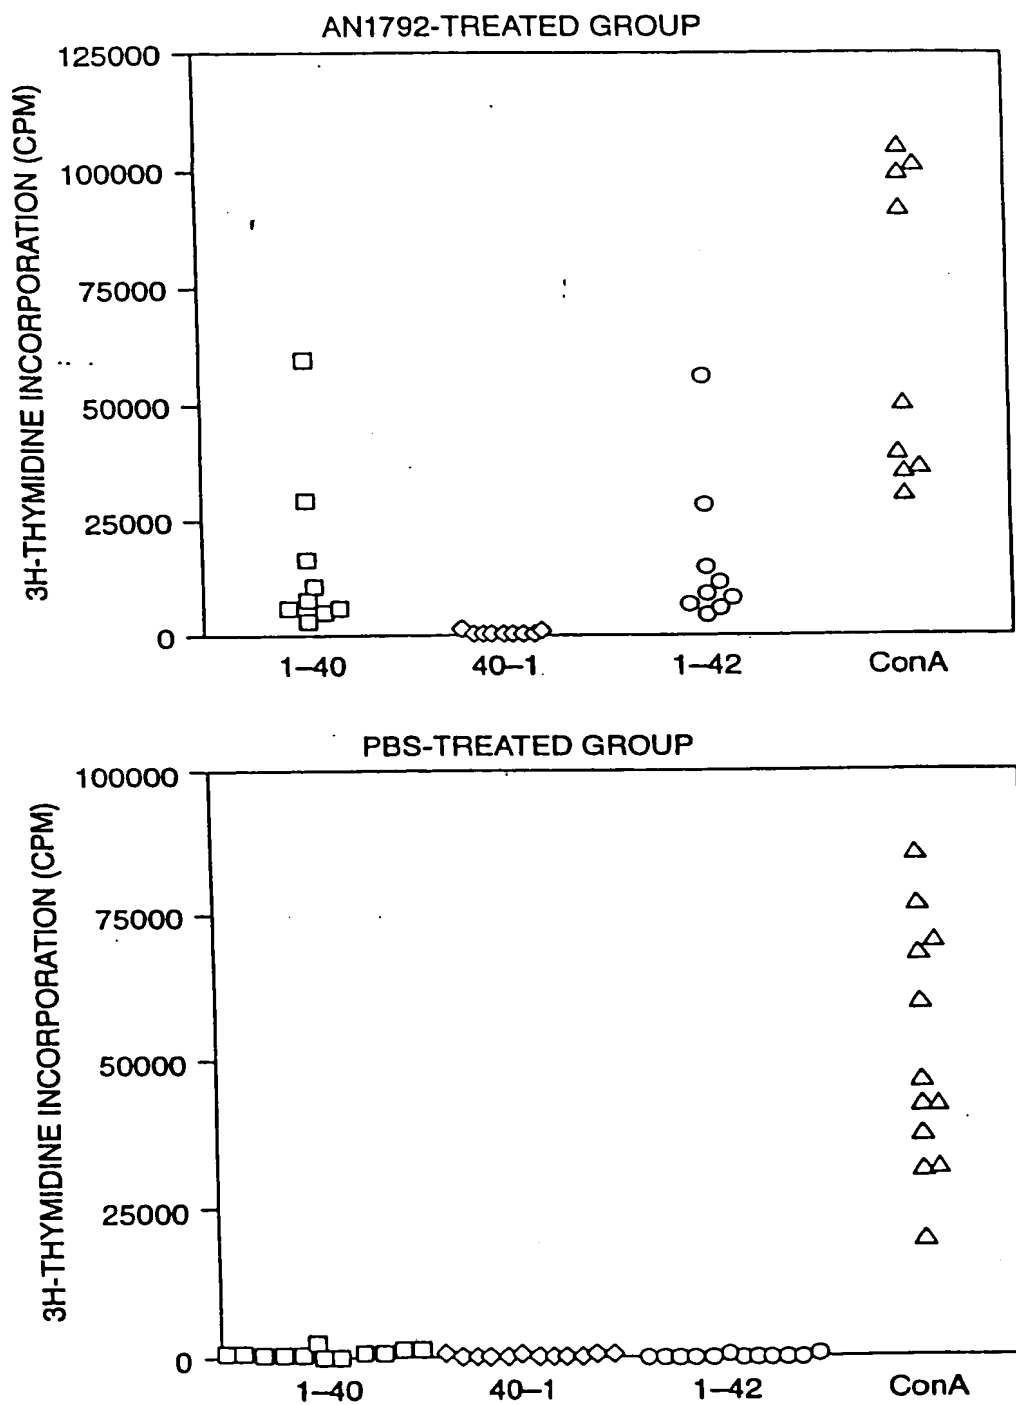 AN1792-TREATED GROUP
3H-THYMIDINE INCORPORATION (CPM)
125000
100000
75000
50000
25000
0
1–40
40–1
1–42
ConA
PBS-TREATED GROUP
3H-THYMIDINE INCORPORATION (CPM)
100000
75000
50000
25000
0
1–40
40–1
1–42
ConA